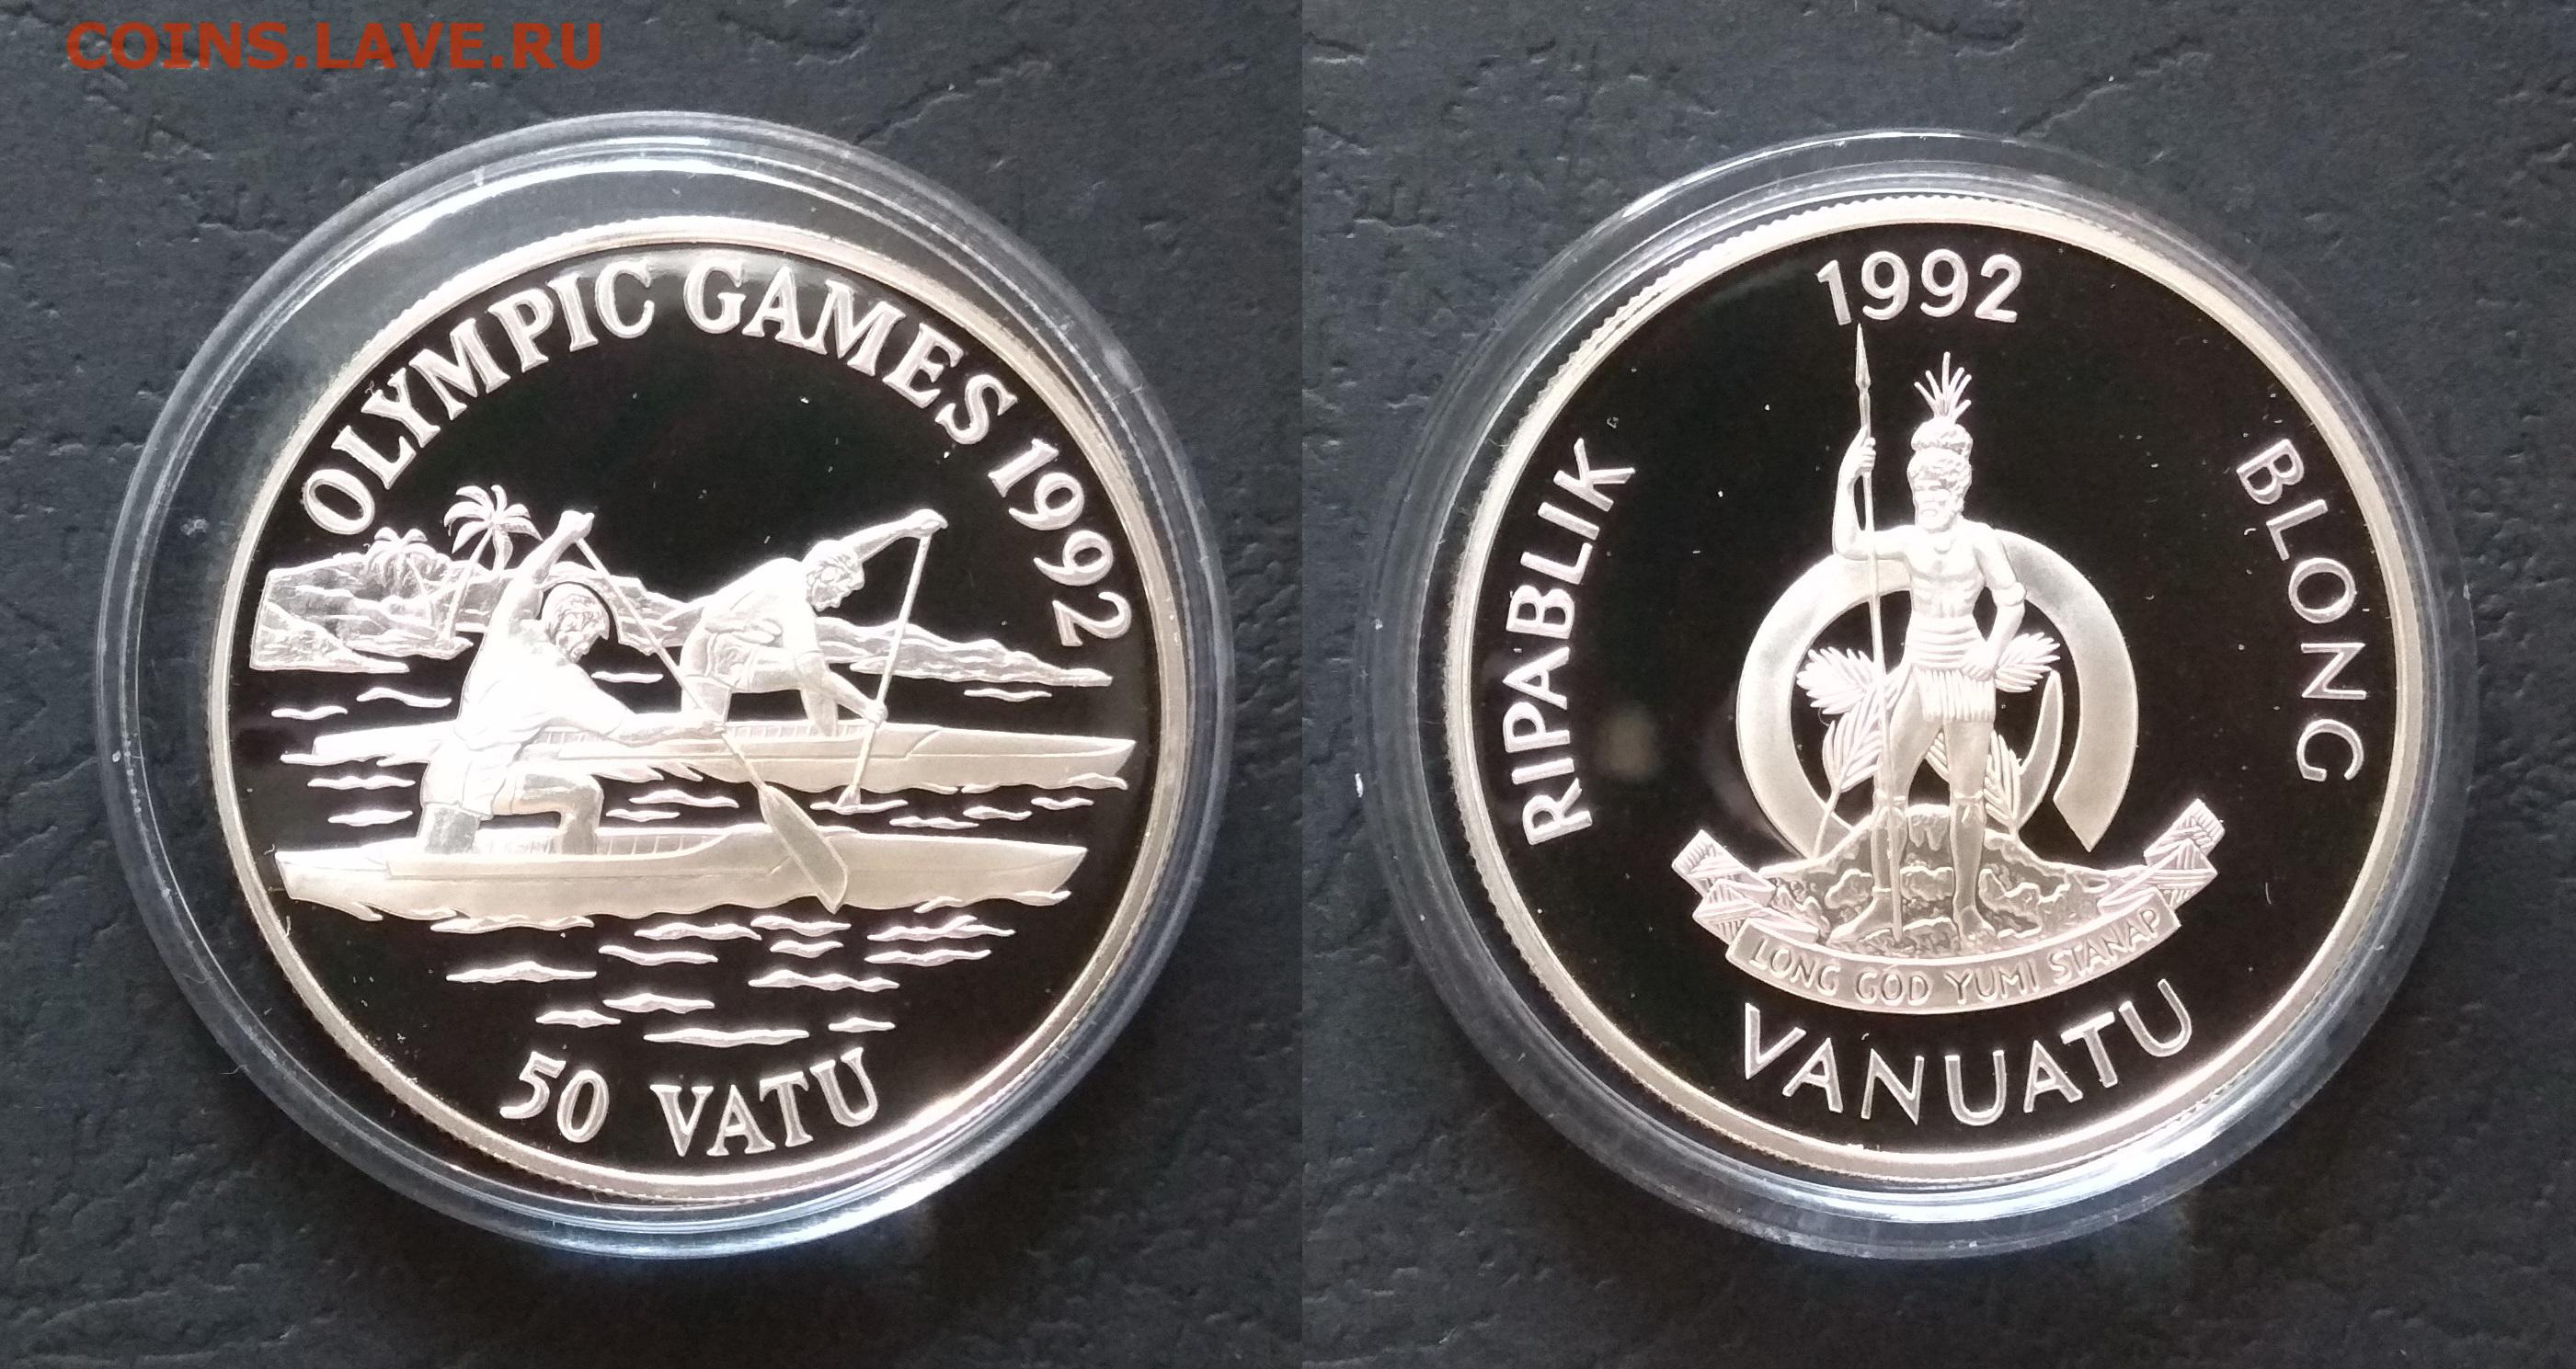 COINS.LAVE.RU
OLYMPIC GAMES 1992
50 VATU
1992
RIPABLIK BLONG
LONG GOD YUMI STANAP
VANUATU